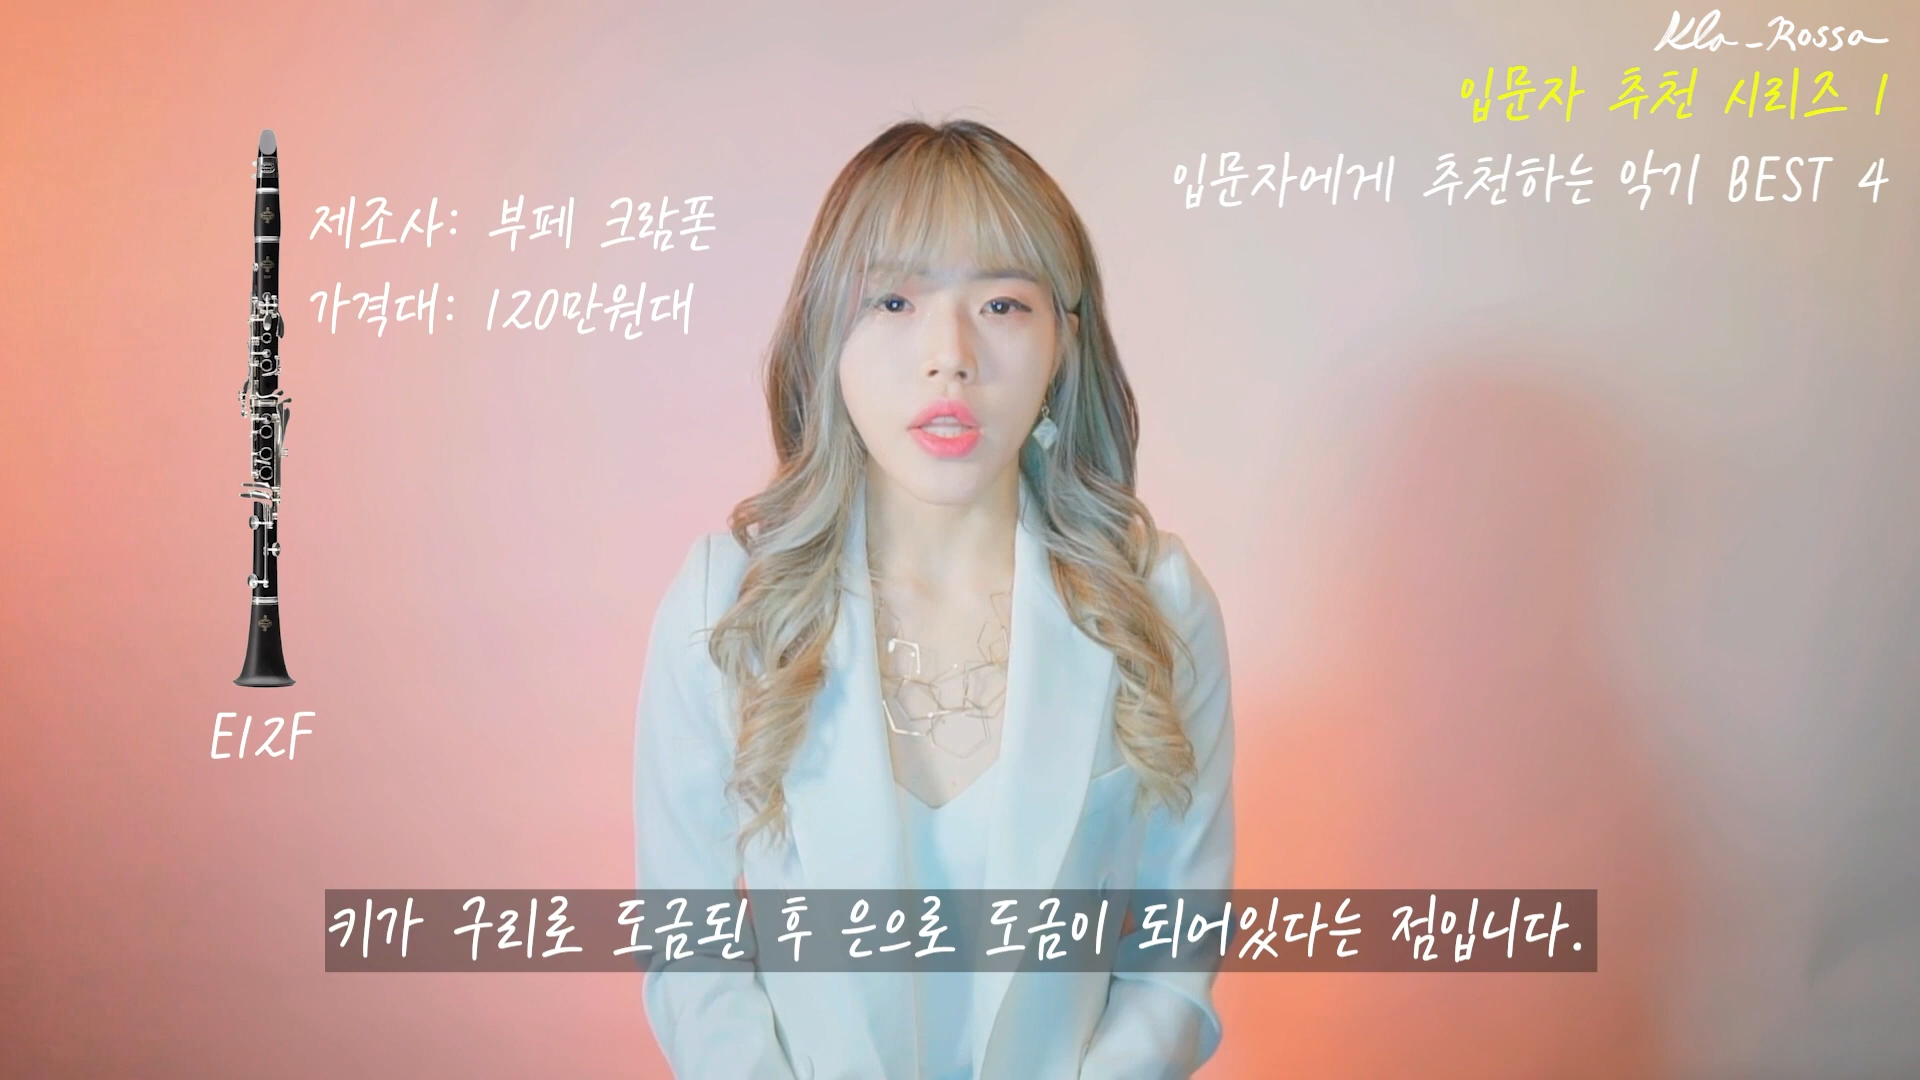 Kla-Rossa
입문자 추천 시리즈 1
입문자에게 추천하는 악기 BEST 4
제조사: 부페 크람폰
가격대: 120만원대
E12F
키가 구리로 도금된 후 은으로 도금이 되어있다는 점입니다.